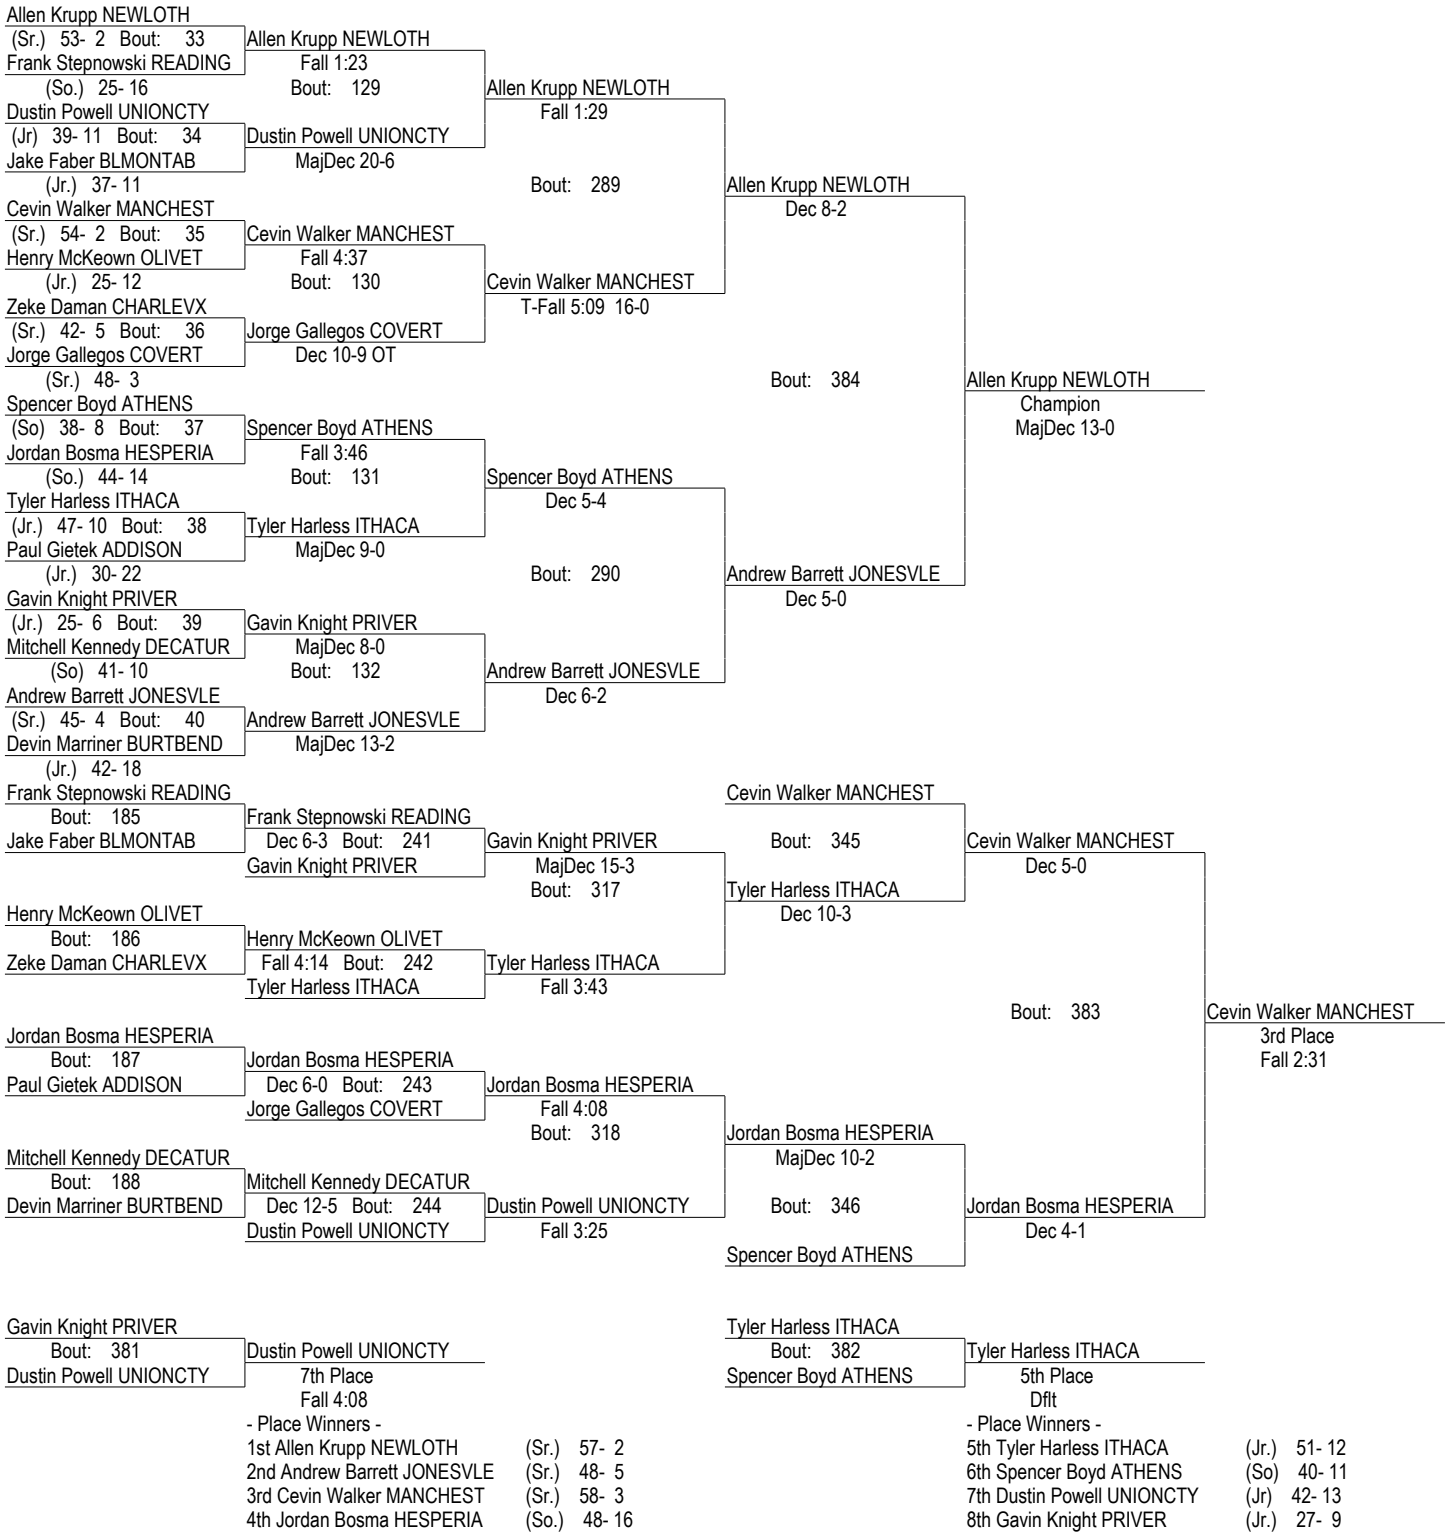 Allen Krupp NEWLOTH
(Sr.) 53- 2 Bout: 33 Allen Krupp NEWLOTH
Frank Stepnowski READING Fall 1:23
(So.) 25- 16 Bout: 129 Allen Krupp NEWLOTH
Dustin Powell UNIONCTY Fall 1:29
(Jr) 39- 11 Bout: 34 Dustin Powell UNIONCTY
Jake Faber BLMONTAB MajDec 20-6
(Jr.) 37- 11 Bout: 289 Allen Krupp NEWLOTH
Cevin Walker MANCHEST Dec 8-2
(Sr.) 54- 2 Bout: 35 Cevin Walker MANCHEST
Henry McKeown OLIVET Fall 4:37
(Jr.) 25- 12 Bout: 130 Cevin Walker MANCHEST
Zeke Daman CHARLEVX T-Fall 5:09 16-0
(Sr.) 42- 5 Bout: 36 Jorge Gallegos COVERT
Jorge Gallegos COVERT Dec 10-9 OT
(Sr.) 48- 3 Bout: 384 Allen Krupp NEWLOTH
Spencer Boyd ATHENS Champion
(So) 38- 8 Bout: 37 Spencer Boyd ATHENS MajDec 13-0
Jordan Bosma HESPERIA Fall 3:46
(So.) 44- 14 Bout: 131 Spencer Boyd ATHENS
Tyler Harless ITHACA Dec 5-4
(Jr.) 47- 10 Bout: 38 Tyler Harless ITHACA
Paul Gietek ADDISON MajDec 9-0
(Jr.) 30- 22 Bout: 290 Andrew Barrett JONESVLE
Gavin Knight PRIVER Dec 5-0
(Jr.) 25- 6 Bout: 39 Gavin Knight PRIVER
Mitchell Kennedy DECATUR MajDec 8-0
(So) 41- 10 Bout: 132 Andrew Barrett JONESVLE
Andrew Barrett JONESVLE Dec 6-2
(Sr.) 45- 4 Bout: 40 Andrew Barrett JONESVLE
Devin Marriner BURTBEND MajDec 13-2
(Jr.) 42- 18
Frank Stepnowski READING Cevin Walker MANCHEST
Bout: 185 Frank Stepnowski READING
Jake Faber BLMONTAB Dec 6-3 Bout: 241 Gavin Knight PRIVER Bout: 345 Cevin Walker MANCHEST
Gavin Knight PRIVER MajDec 15-3 Dec 5-0
Bout: 317 Tyler Harless ITHACA
Henry McKeown OLIVET Dec 10-3
Bout: 186 Henry McKeown OLIVET
Zeke Daman CHARLEVX Fall 4:14 Bout: 242 Tyler Harless ITHACA
Tyler Harless ITHACA Fall 3:43
Bout: 383 Cevin Walker MANCHEST
Jordan Bosma HESPERIA 3rd Place
Bout: 187 Jordan Bosma HESPERIA Fall 2:31
Paul Gietek ADDISON Dec 6-0 Bout: 243 Jordan Bosma HESPERIA
Jorge Gallegos COVERT Fall 4:08
Bout: 318 Jordan Bosma HESPERIA
Mitchell Kennedy DECATUR MajDec 10-2
Bout: 188 Mitchell Kennedy DECATUR
Devin Marriner BURTBEND Dec 12-5 Bout: 244 Dustin Powell UNIONCTY Bout: 346 Jordan Bosma HESPERIA
Dustin Powell UNIONCTY Fall 3:25 Dec 4-1
Spencer Boyd ATHENS
Gavin Knight PRIVER Tyler Harless ITHACA
Bout: 381 Dustin Powell UNIONCTY Bout: 382 Tyler Harless ITHACA
Dustin Powell UNIONCTY 7th Place Spencer Boyd ATHENS 5th Place
Fall 4:08 Dflt
- Place Winners - - Place Winners -
1st Allen Krupp NEWLOTH (Sr.) 57- 2 5th Tyler Harless ITHACA (Jr.) 51- 12
2nd Andrew Barrett JONESVLE (Sr.) 48- 5 6th Spencer Boyd ATHENS (So) 40- 11
3rd Cevin Walker MANCHEST (Sr.) 58- 3 7th Dustin Powell UNIONCTY (Jr) 42- 13
4th Jordan Bosma HESPERIA (So.) 48- 16 8th Gavin Knight PRIVER (Jr.) 27- 9